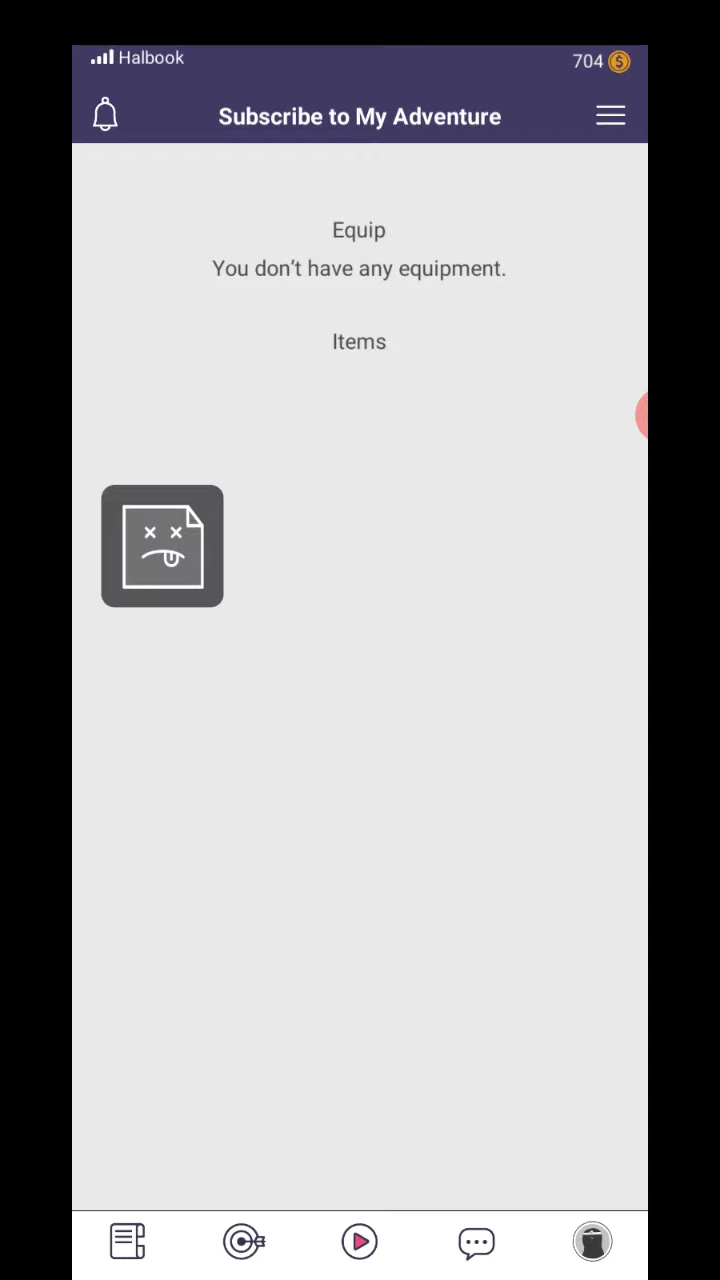 Halbook
704
Subscribe to My Adventure
Equip
You don’t have any equipment.
Items